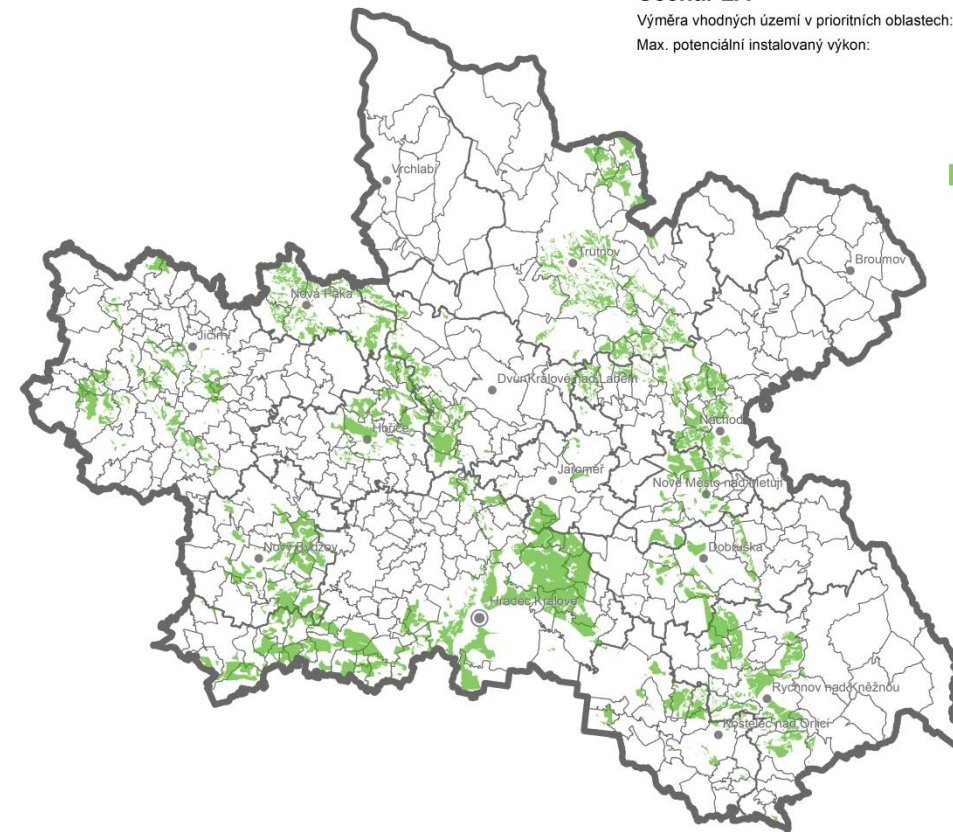 Výměra vhodných území v prioritních oblastech:
Max. potenciální instalovaný výkon:
Vrchlabí
Trutnov
Broumov
Nová Paka
Jičín
Dvůr Králové nad Labem
Hořice
Náchod
Jaroměř
Nové Město nad Metují
Nový Bydžov
Dobruška
Hradec Králové
Rychnov nad Kněžnou
Kostelec nad Orlicí